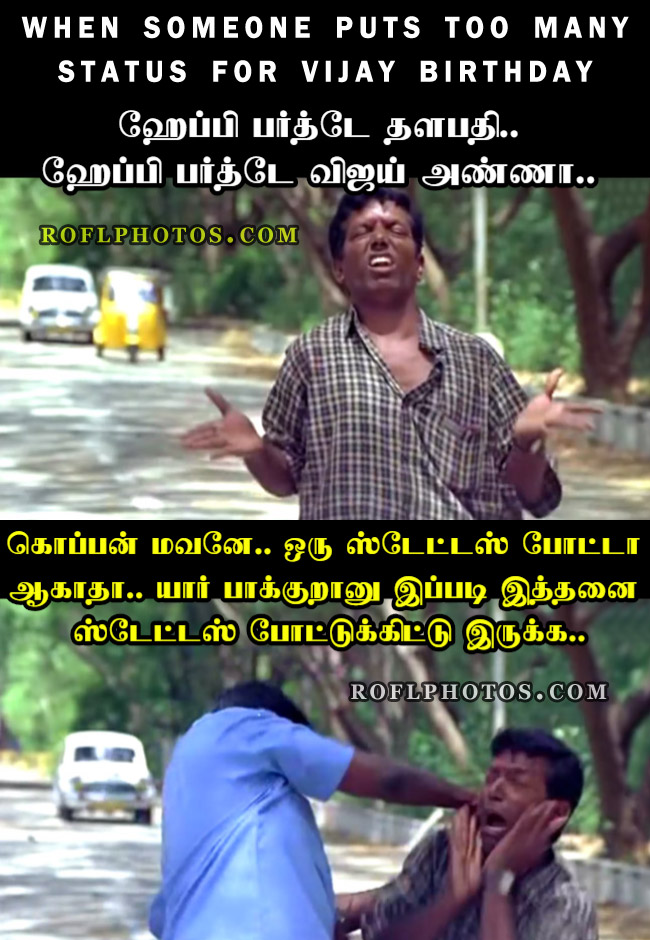 WHEN SOMEONE PUTS TOO MANY
STATUS FOR VIJAY BIRTHDAY
ஹேப்பி பர்த்டே தளபதி..
ஹேப்பி பர்த்டே விஜய் அண்ணா..
ROFLPHOTOS.COM
கொப்பன் மவனே.. ஒரு ஸ்டேட்டஸ் போட்டா
ஆகாதா.. யார் பாக்குறானு இப்படி இத்தனை
ஸ்டேட்டஸ் போட்டுக்கிட்டு இருக்க..
ROFLPHOTOS.COM